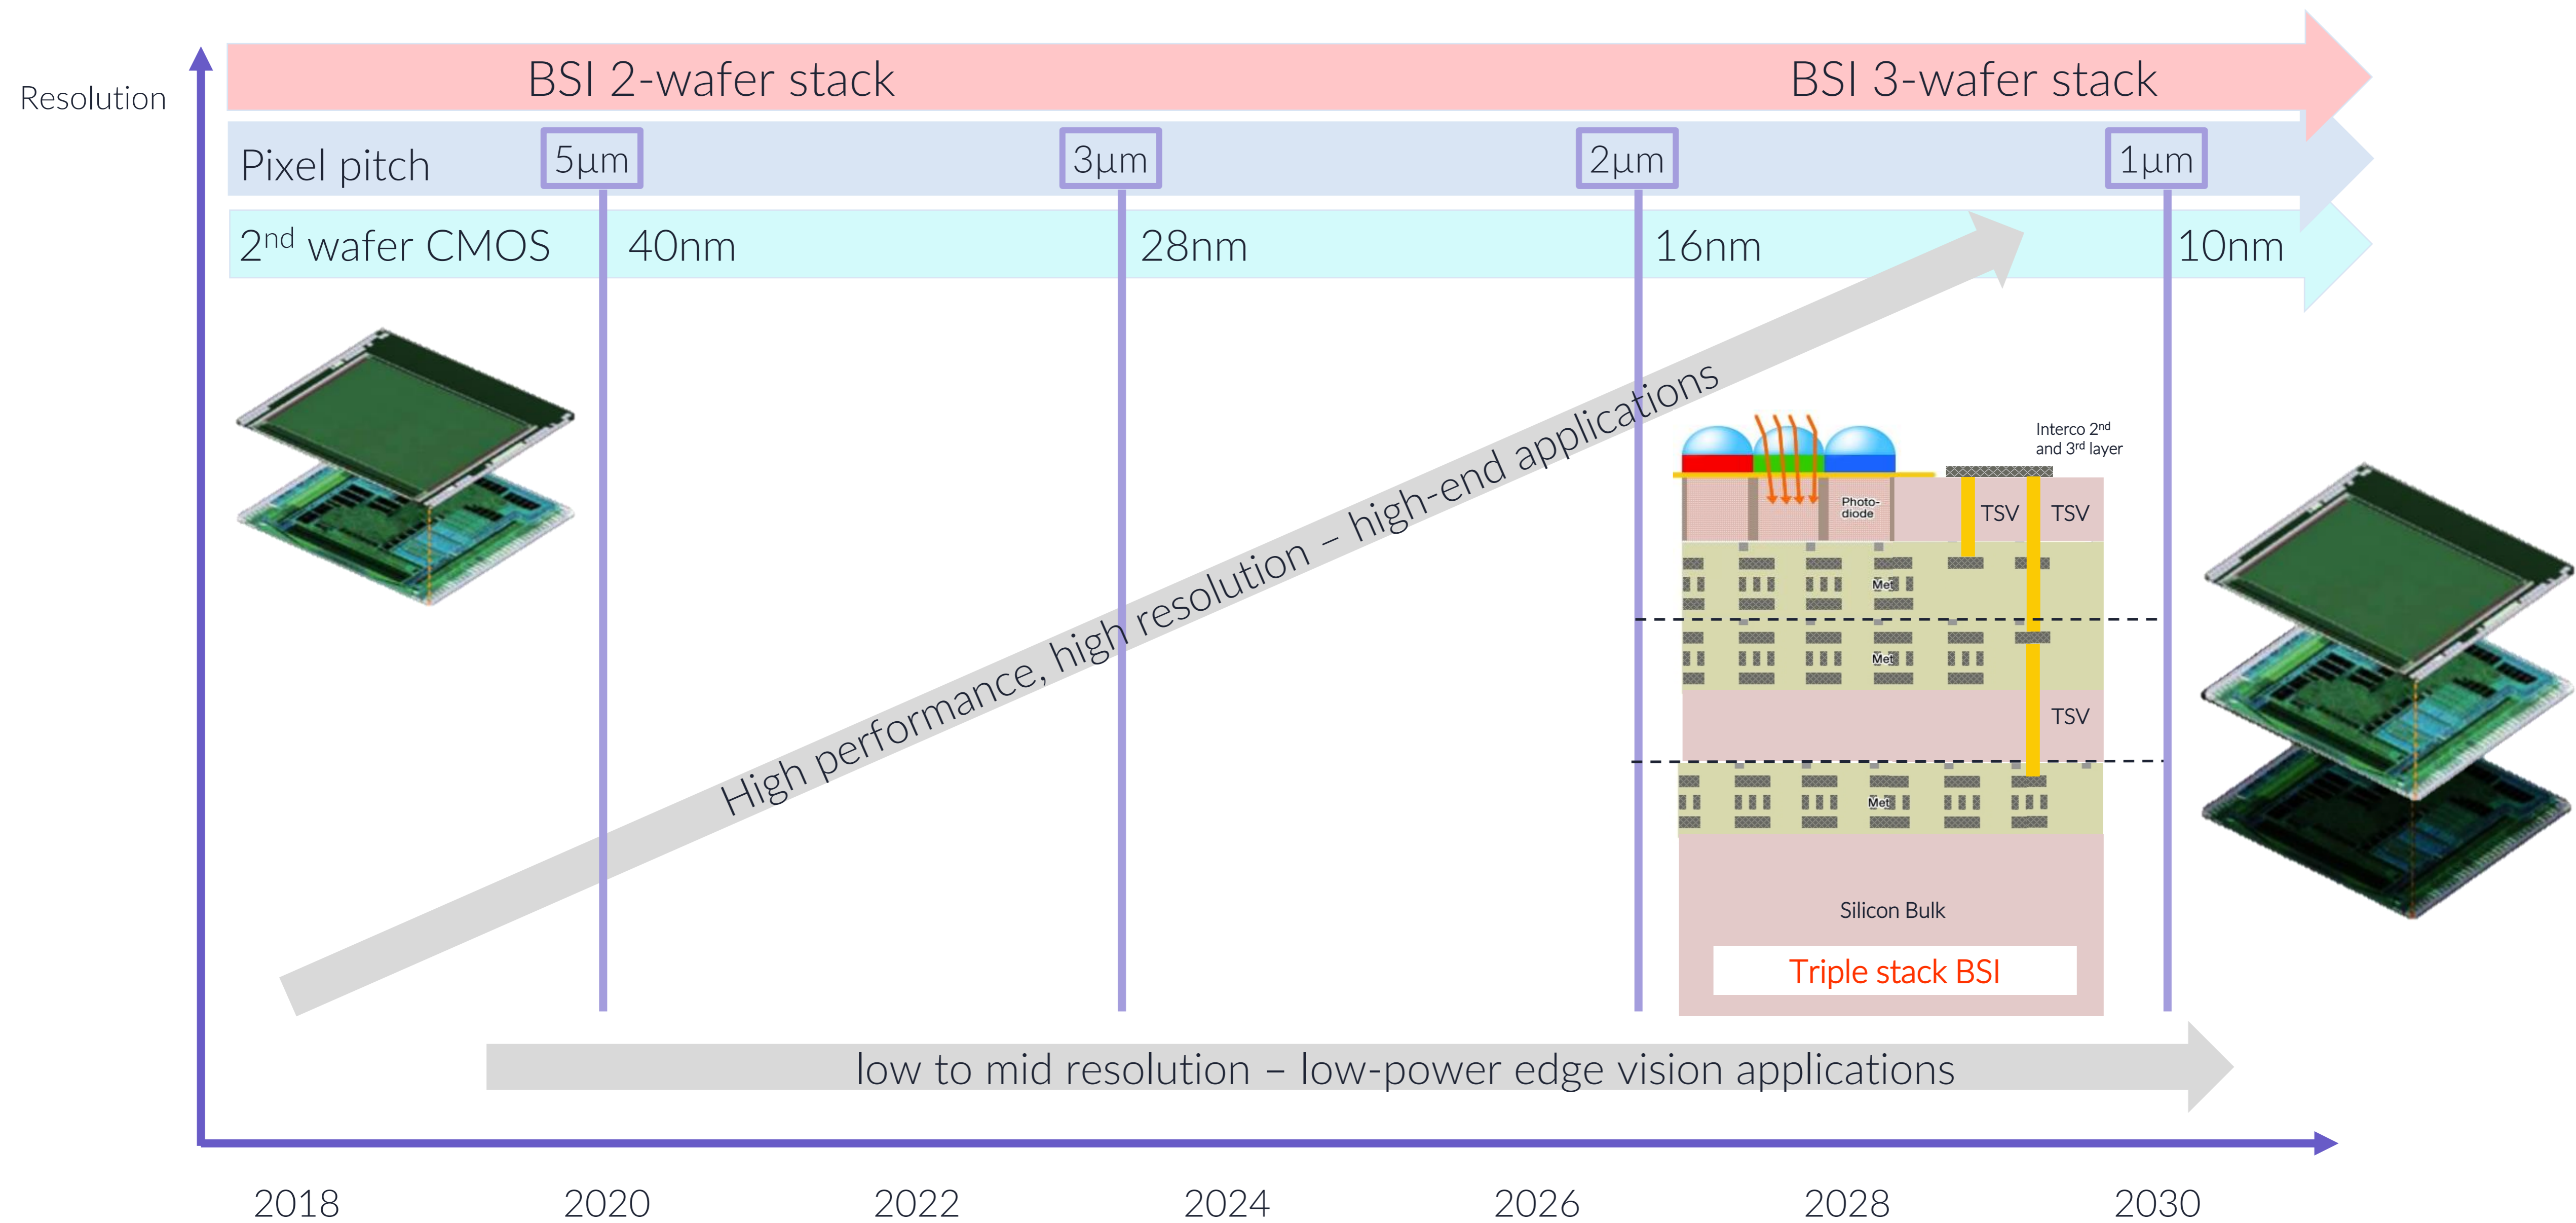 BSI 2-wafer stack
BSI 3-wafer stack
Resolution
Pixel pitch
5µm
3µm
2µm
1µm
2nd wafer CMOS
40nm
28nm
16nm
10nm
High performance, high resolution – high-end applications
Interco 2nd
and 3rd layer
Photo-
diode
TSV
TSV
Met
Met
TSV
Met
Silicon Bulk
Triple stack BSI
low to mid resolution – low-power edge vision applications
2018
2020
2022
2024
2026
2028
2030